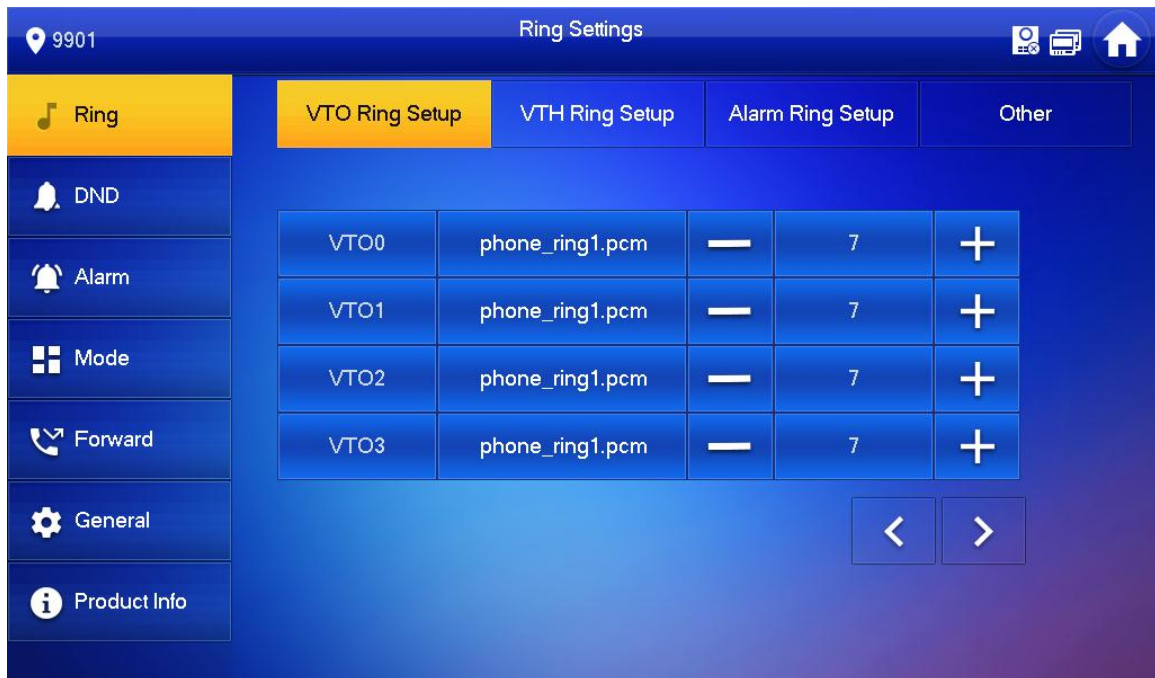 9901
Ring Settings
Ring
DND
Alarm
Mode
Forward
General
Product Info
VTO Ring Setup
VTH Ring Setup
Alarm Ring Setup
Other
VTO0 phone_ring1.pcm — 7 +
VTO1 phone_ring1.pcm — 7 +
VTO2 phone_ring1.pcm — 7 +
VTO3 phone_ring1.pcm — 7 +
< >